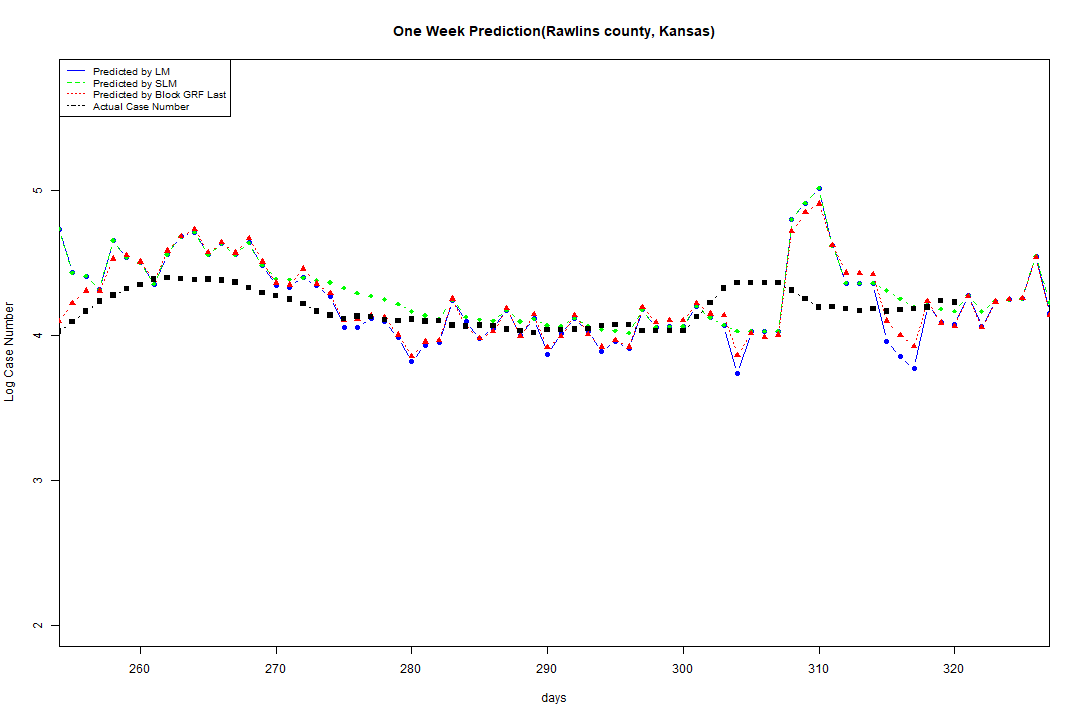 One Week Prediction(Rawlins county, Kansas)
Predicted by LM
Predicted by SLM
Predicted by Block GRF Last
Actual Case Number
Log Case Number
5
4
3
2
260 270 280 290 300 310 320
days